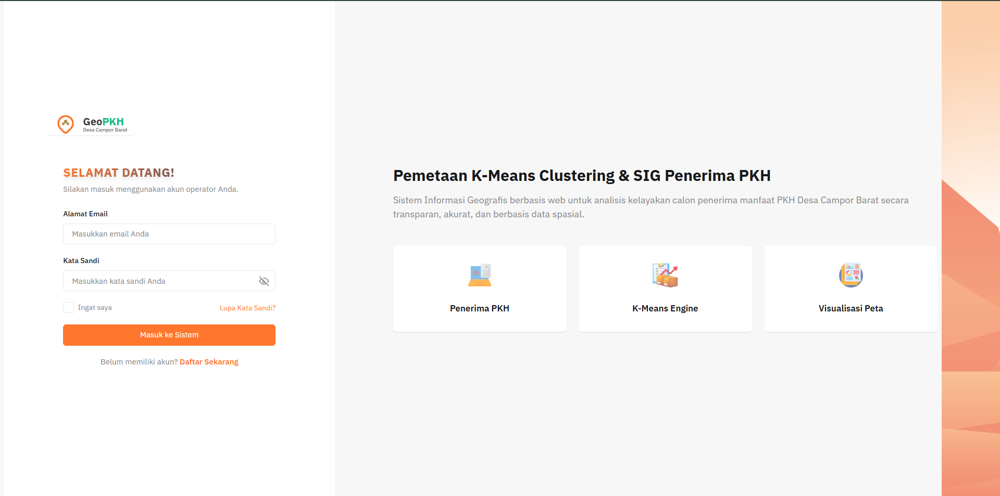 GeoPKH
Desa Campor Barat
SELAMAT DATANG!
Silakan masuk menggunakan akun operator Anda.
Alamat Email
Masukkan email Anda
Kata Sandi
Masukkan kata sandi Anda
Ingat saya
Lupa Kata Sandi?
Masuk ke Sistem
Belum memiliki akun? Daftar Sekarang
Pemetaan K-Means Clustering & SIG Penerima PKH
Sistem Informasi Geografis berbasis web untuk analisis kelayakan calon penerima manfaat PKH Desa Campor Barat secara
transparan, akurat, dan berbasis data spasial.
Penerima PKH
K-Means Engine
Visualisasi Peta